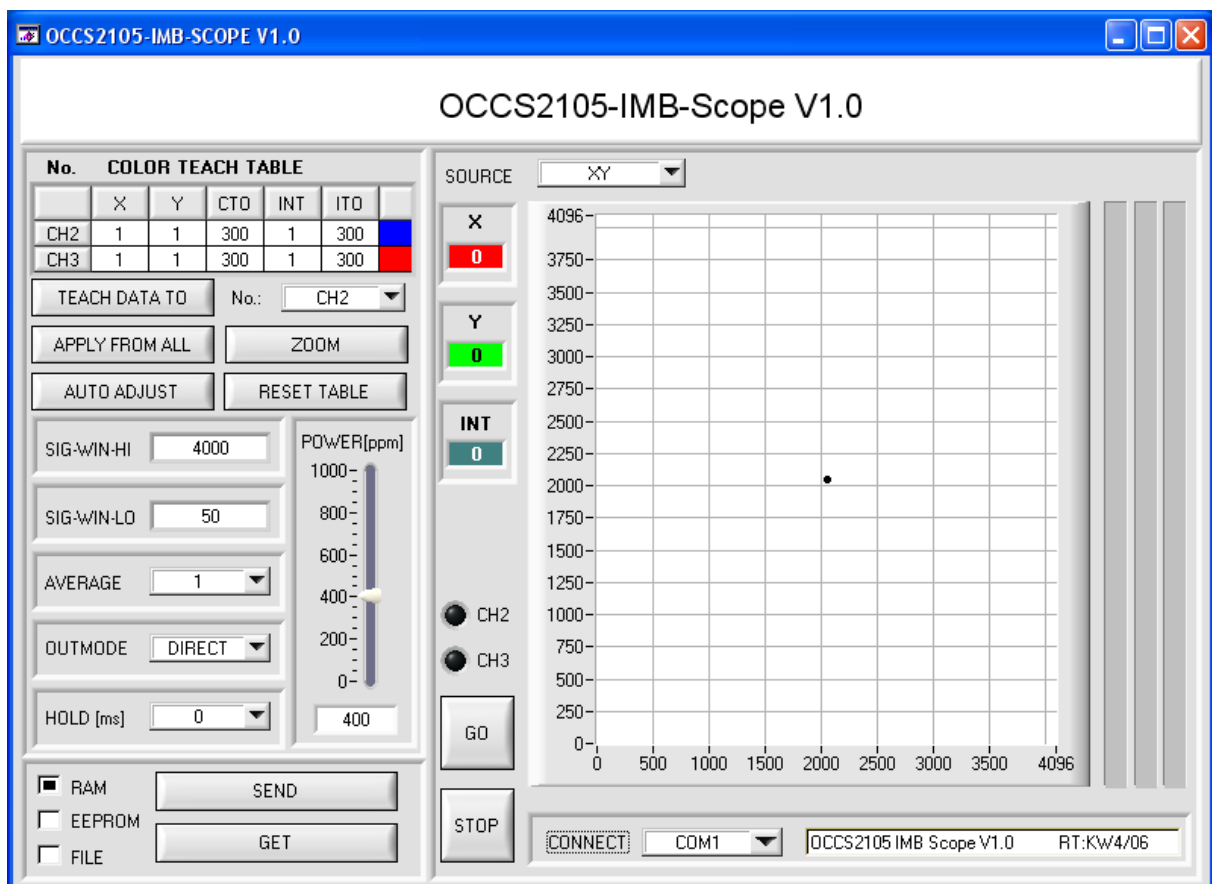 OCCS2105-IMB-SCOPE V1.0
OCCS2105-IMB-Scope V1.0
No. COLOR TEACH TABLE
X Y CTO INT ITO
CH2 1 1 300 1 300
CH3 1 1 300 1 300
TEACH DATA TO No.: CH2
APPLY FROM ALL ZOOM
AUTO ADJUST RESET TABLE
SIG-WIN-HI 4000
SIG-WIN-LO 50
AVERAGE 1
OUTMODE DIRECT
HOLD [ms] 0
POWER[ppm]
1000
800
600
400
200
0
400
RAM
EEPROM
FILE
SEND
GET
SOURCE XY
X
0
Y
0
INT
0
CH2
CH3
GO
STOP
4096
3750
3500
3250
3000
2750
2500
2250
2000
1750
1500
1250
1000
750
500
250
0
0 500 1000 1500 2000 2500 3000 3500 4096
CONNECT COM1 OCCS2105 IMB Scope V1.0 RT:KW4/06